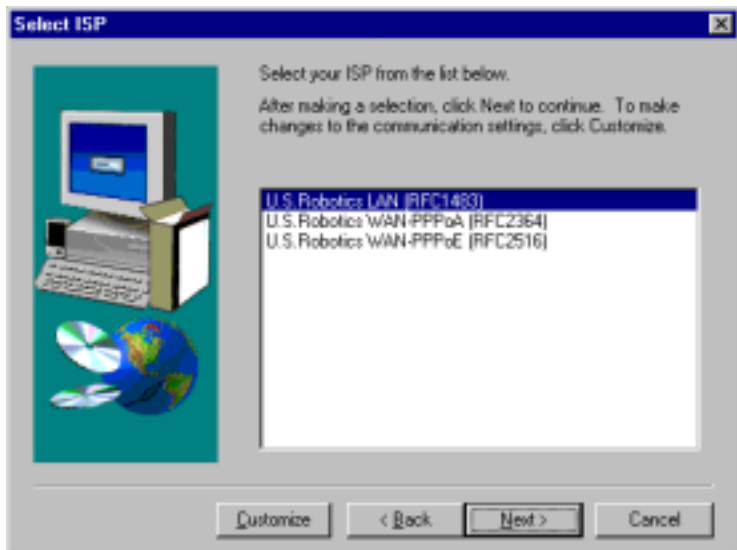 Select ISP
Select your ISP from the list below.
After making a selection, click Next to continue. To make
changes to the communication settings, click Customize.
U.S.Robotics LAN (RFC1483)
U.S.Robotics WAN-PPPoA (RFC2364)
U.S.Robotics WAN-PPPoE (RFC2516)
Customize
< Back
Next >
Cancel